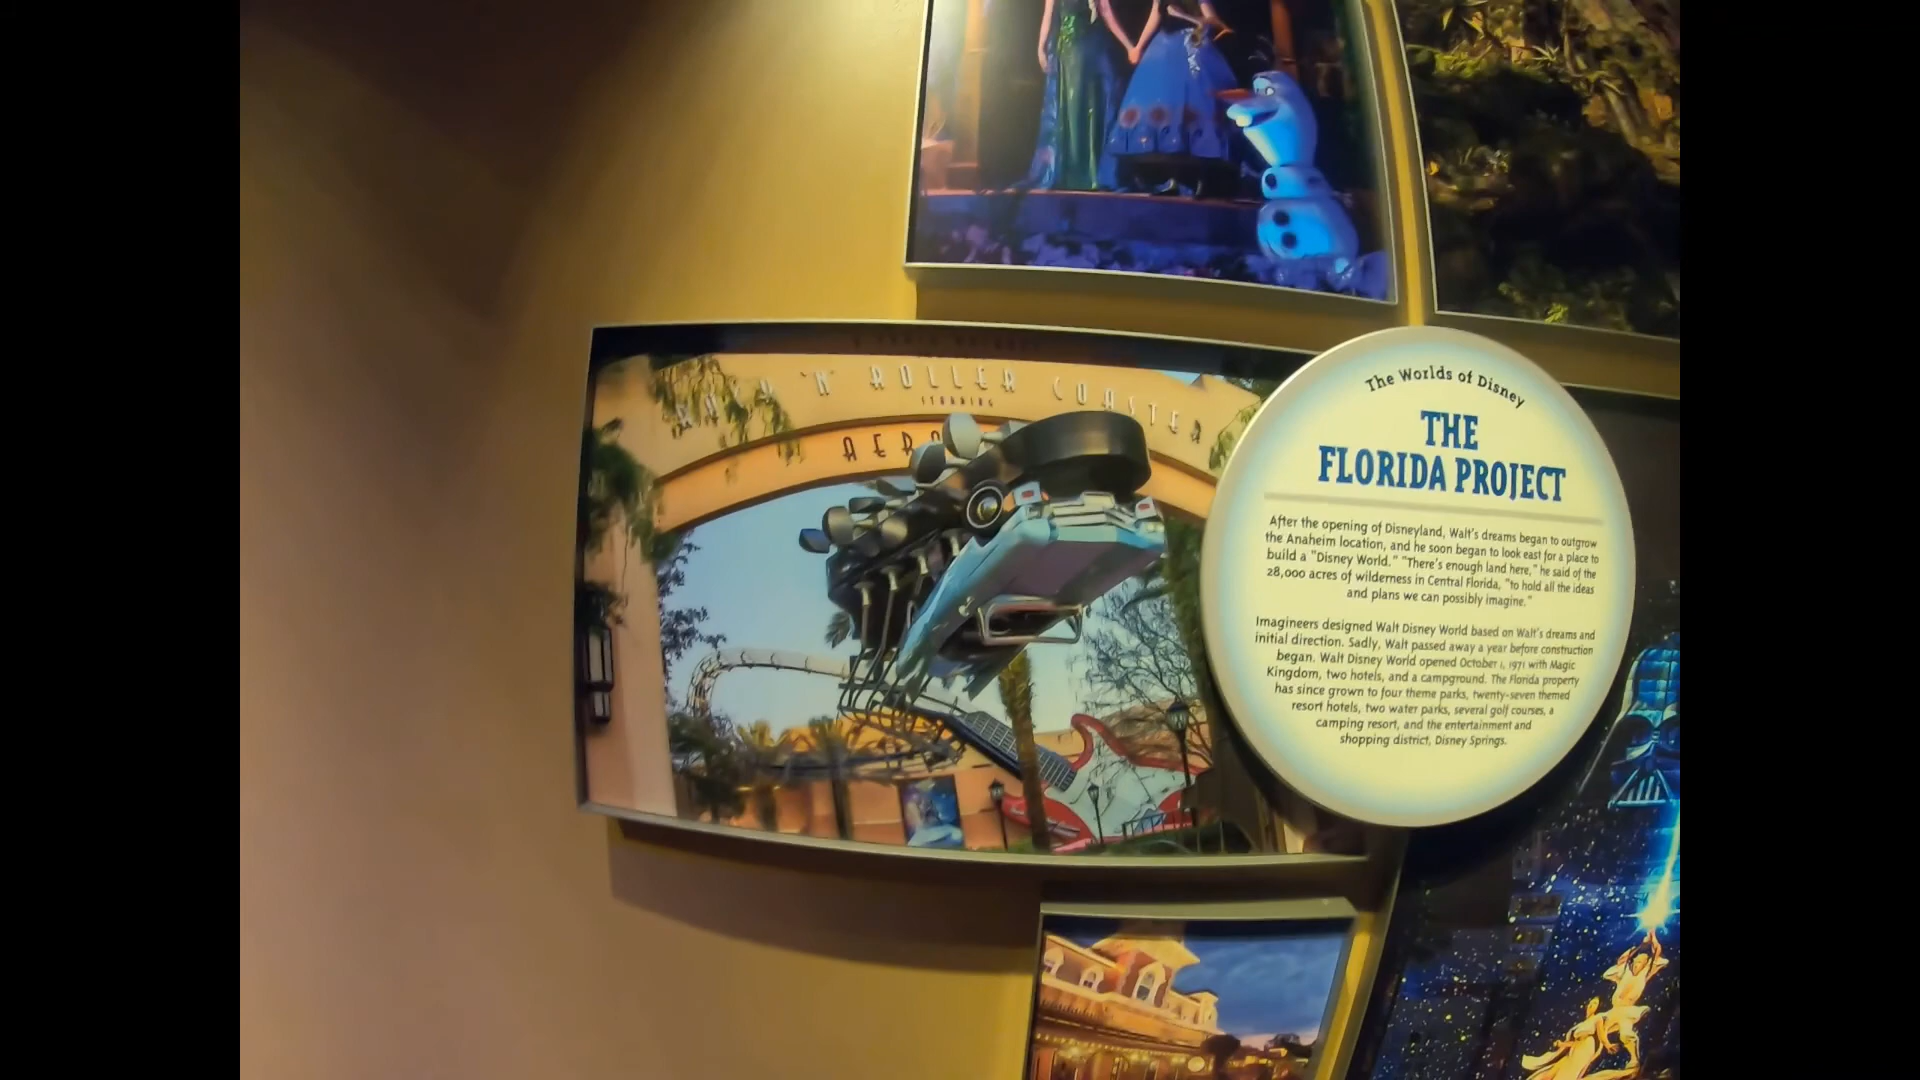 'N' ROLLER COASTER
STARRING
AERO
The Worlds of Disney
THE
FLORIDA PROJECT
After the opening of Disneyland, Walt's dreams began to outgrow
the Anaheim location, and he soon began to look east for a place to
build a "Disney World." "There's enough land here," he said of the
28,000 acres of wilderness in Central Florida, "to hold all the ideas
and plans we can possibly imagine."
Imagineers designed Walt Disney World based on Walt's dreams and
initial direction. Sadly, Walt passed away a year before construction
began. Walt Disney World opened October 1, 1971 with Magic
Kingdom, two hotels, and a campground. The Florida property
has since grown to four theme parks, twenty-seven themed
resort hotels, two water parks, several golf courses, a
camping resort, and the entertainment and
shopping district, Disney Springs.